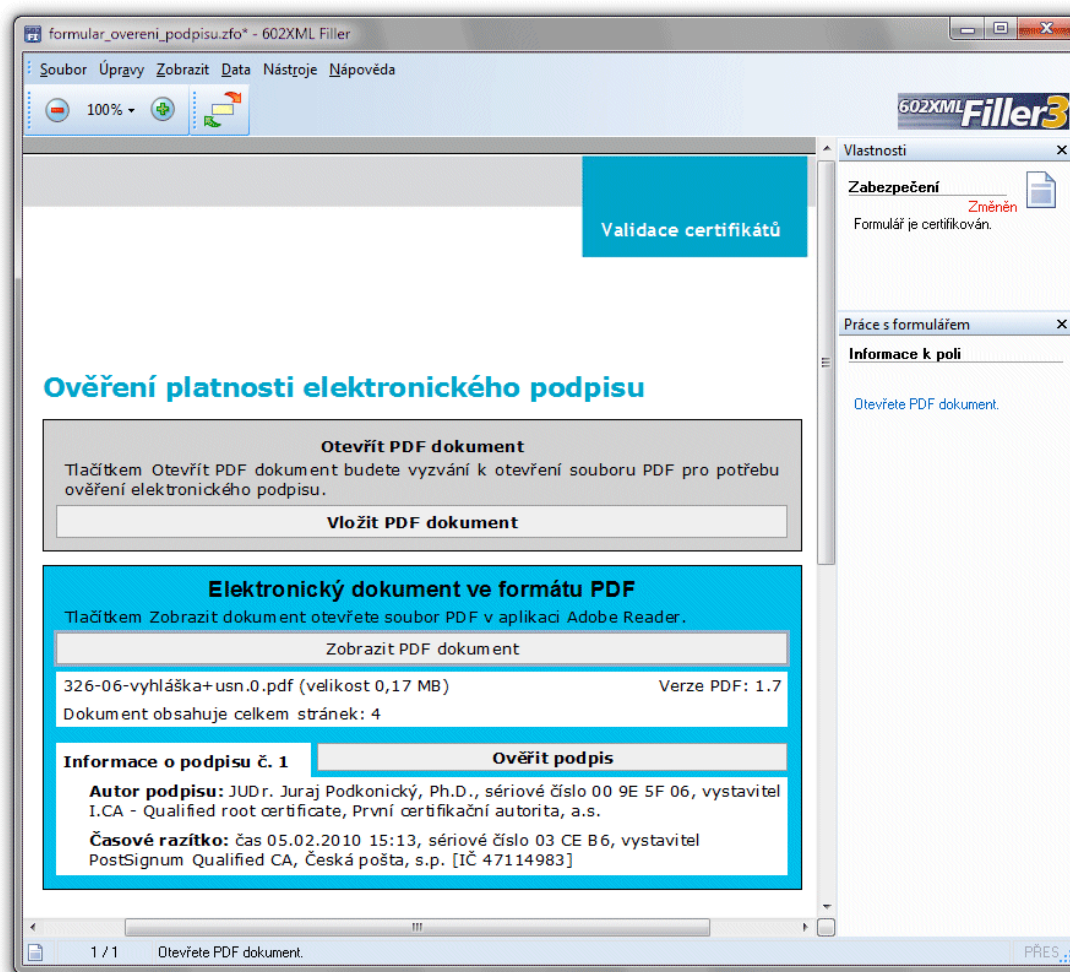 formular_overeni_podpisu.zfo* - 602XML Filler
Soubor Úpravy Zobrazit Data Nástroje Nápověda
100%
602XML Filler3
Validace certifikátů
Ověření platnosti elektronického podpisu
Otevřít PDF dokument
Tlačítkem Otevřít PDF dokument budete vyzvání k otevření souboru PDF pro potřebu
ověření elektronického podpisu.
Vložit PDF dokument
Elektronický dokument ve formátu PDF
Tlačítkem Zobrazit dokument otevřete soubor PDF v aplikaci Adobe Reader.
Zobrazit PDF dokument
326-06-vyhláška+usn.0.pdf (velikost 0,17 MB) Verze PDF: 1.7
Dokument obsahuje celkem stránek: 4
Informace o podpisu č. 1 Ověřit podpis
Autor podpisu: JUDr. Juraj Podkonický, Ph.D., sériové číslo 00 9E 5F 06, vystavitel
I.CA - Qualified root certificate, První certifikační autorita, a.s.
Časové razítko: čas 05.02.2010 15:13, sériové číslo 03 CE B6, vystavitel
PostSignum Qualified CA, Česká pošta, s.p. [IČ 47114983]
Vlastnosti
Zabezpečení
Změněn
Formulář je certifikován.
Práce s formulářem
Informace k poli
Otevřete PDF dokument.
1 / 1 Otevřete PDF dokument. PŘES